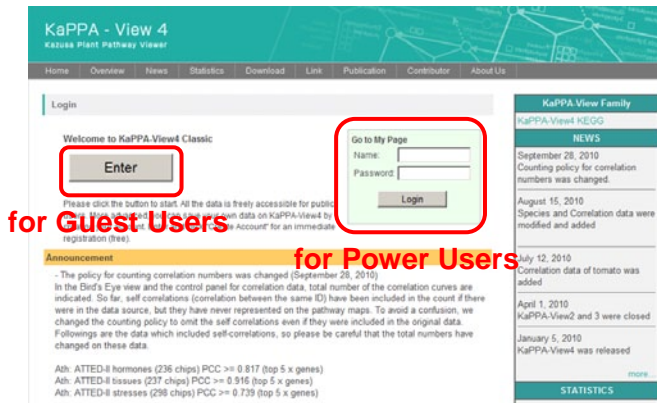 KaPPA - View 4
Kazusa Plant Pathway Viewer
Home Overview News Statistics Download Link Publication Contributor About Us
Login
Welcome to KaPPA-View4 Classic
Enter
Please click the button to start. All the data is freely accessible for public
data on KaPPA-View4 by
for an immediate
registration (free).
for Guest Users
Go to My Page
Name:
Password:
Login
for Power Users
Announcement
- The policy for counting correlation numbers was changed (September 28, 2010)
In the Bird's Eye view and the control panel for correlation data, total number of the correlation curves are
indicated. So far, self correlations (correlation between the same ID) have been included in the count if there
were in the data source, but they have never represented on the pathway maps. To avoid a confusion, we
changed the counting policy to omit the self correlations even if they were included in the original data.
Followings are the data which included self-correlations, so please be careful that the total numbers have
changed on these data.
Ath: ATTED-II hormones (236 chips) PCC >= 0.817 (top 5 x genes)
Ath: ATTED-II tissues (237 chips) PCC >= 0.916 (top 5 x genes)
Ath: ATTED-II stresses (298 chips) PCC >= 0.739 (top 5 x genes)
KaPPA-View Family
KaPPA-View4 KEGG
NEWS
September 28, 2010
Counting policy for correlation
numbers was changed.
August 15, 2010
Species and Correlation data were
modified and added
July 12, 2010
Correlation data of tomato was
added
April 1, 2010
KaPPA-View2 and 3 were closed
January 5, 2010
KaPPA-View4 was released
more...
STATISTICS